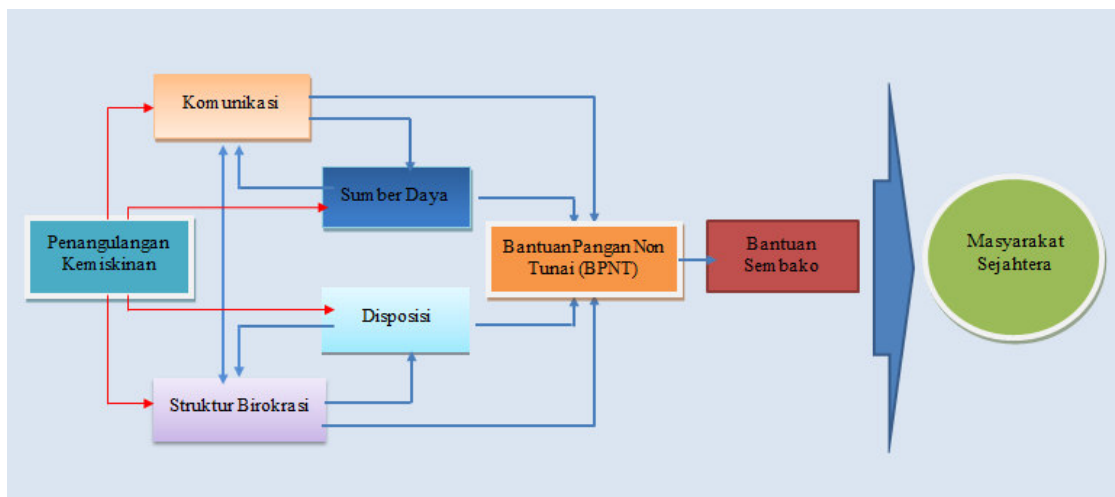 Komunikasi
Sumber Daya
Penangulangan
Kemiskinan
Bantuan Pangan Non
Tunai (BPNT)
Bantuan
Sembako
Masyarakat
Sejahtera
Disposisi
Struktur Birokrasi